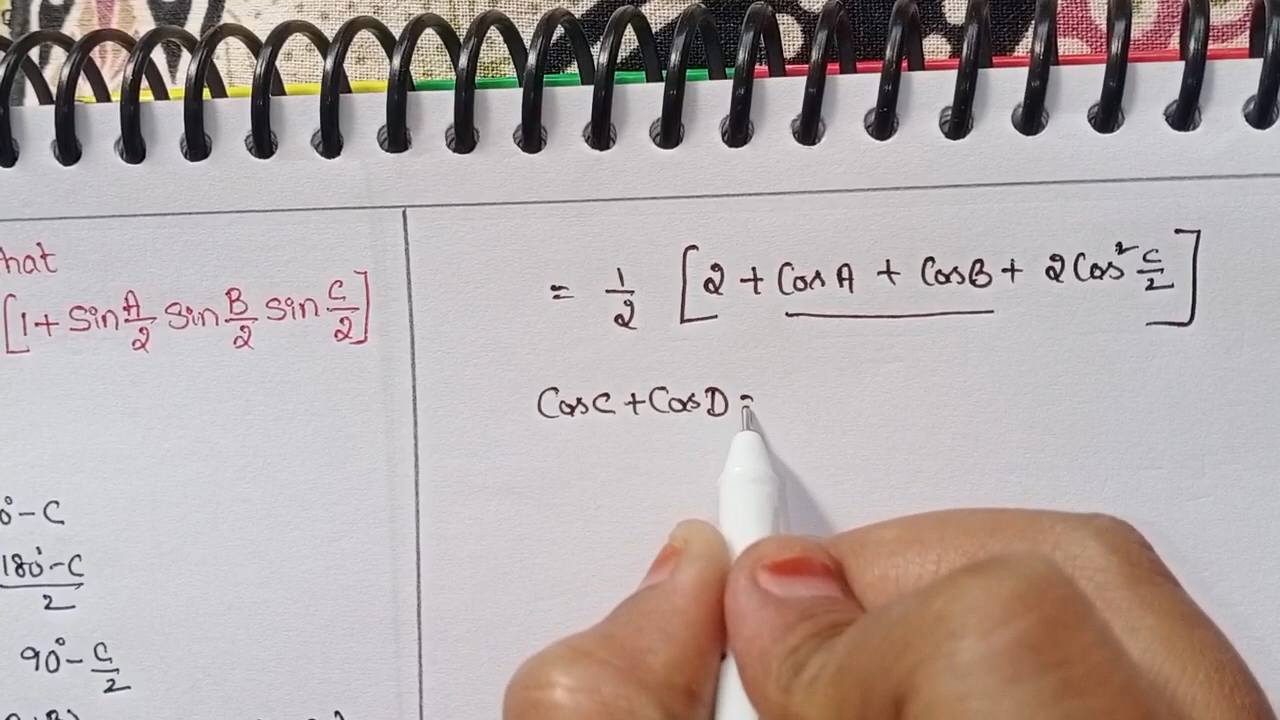 hat
[1 + Sin A/2 Sin B/2 Sin C/2]
0° - C
180° - C / 2
90° - C/2
= 1/2 [2 + Cos A + Cos B + 2 Cos² C/2]
Cos C + Cos D =